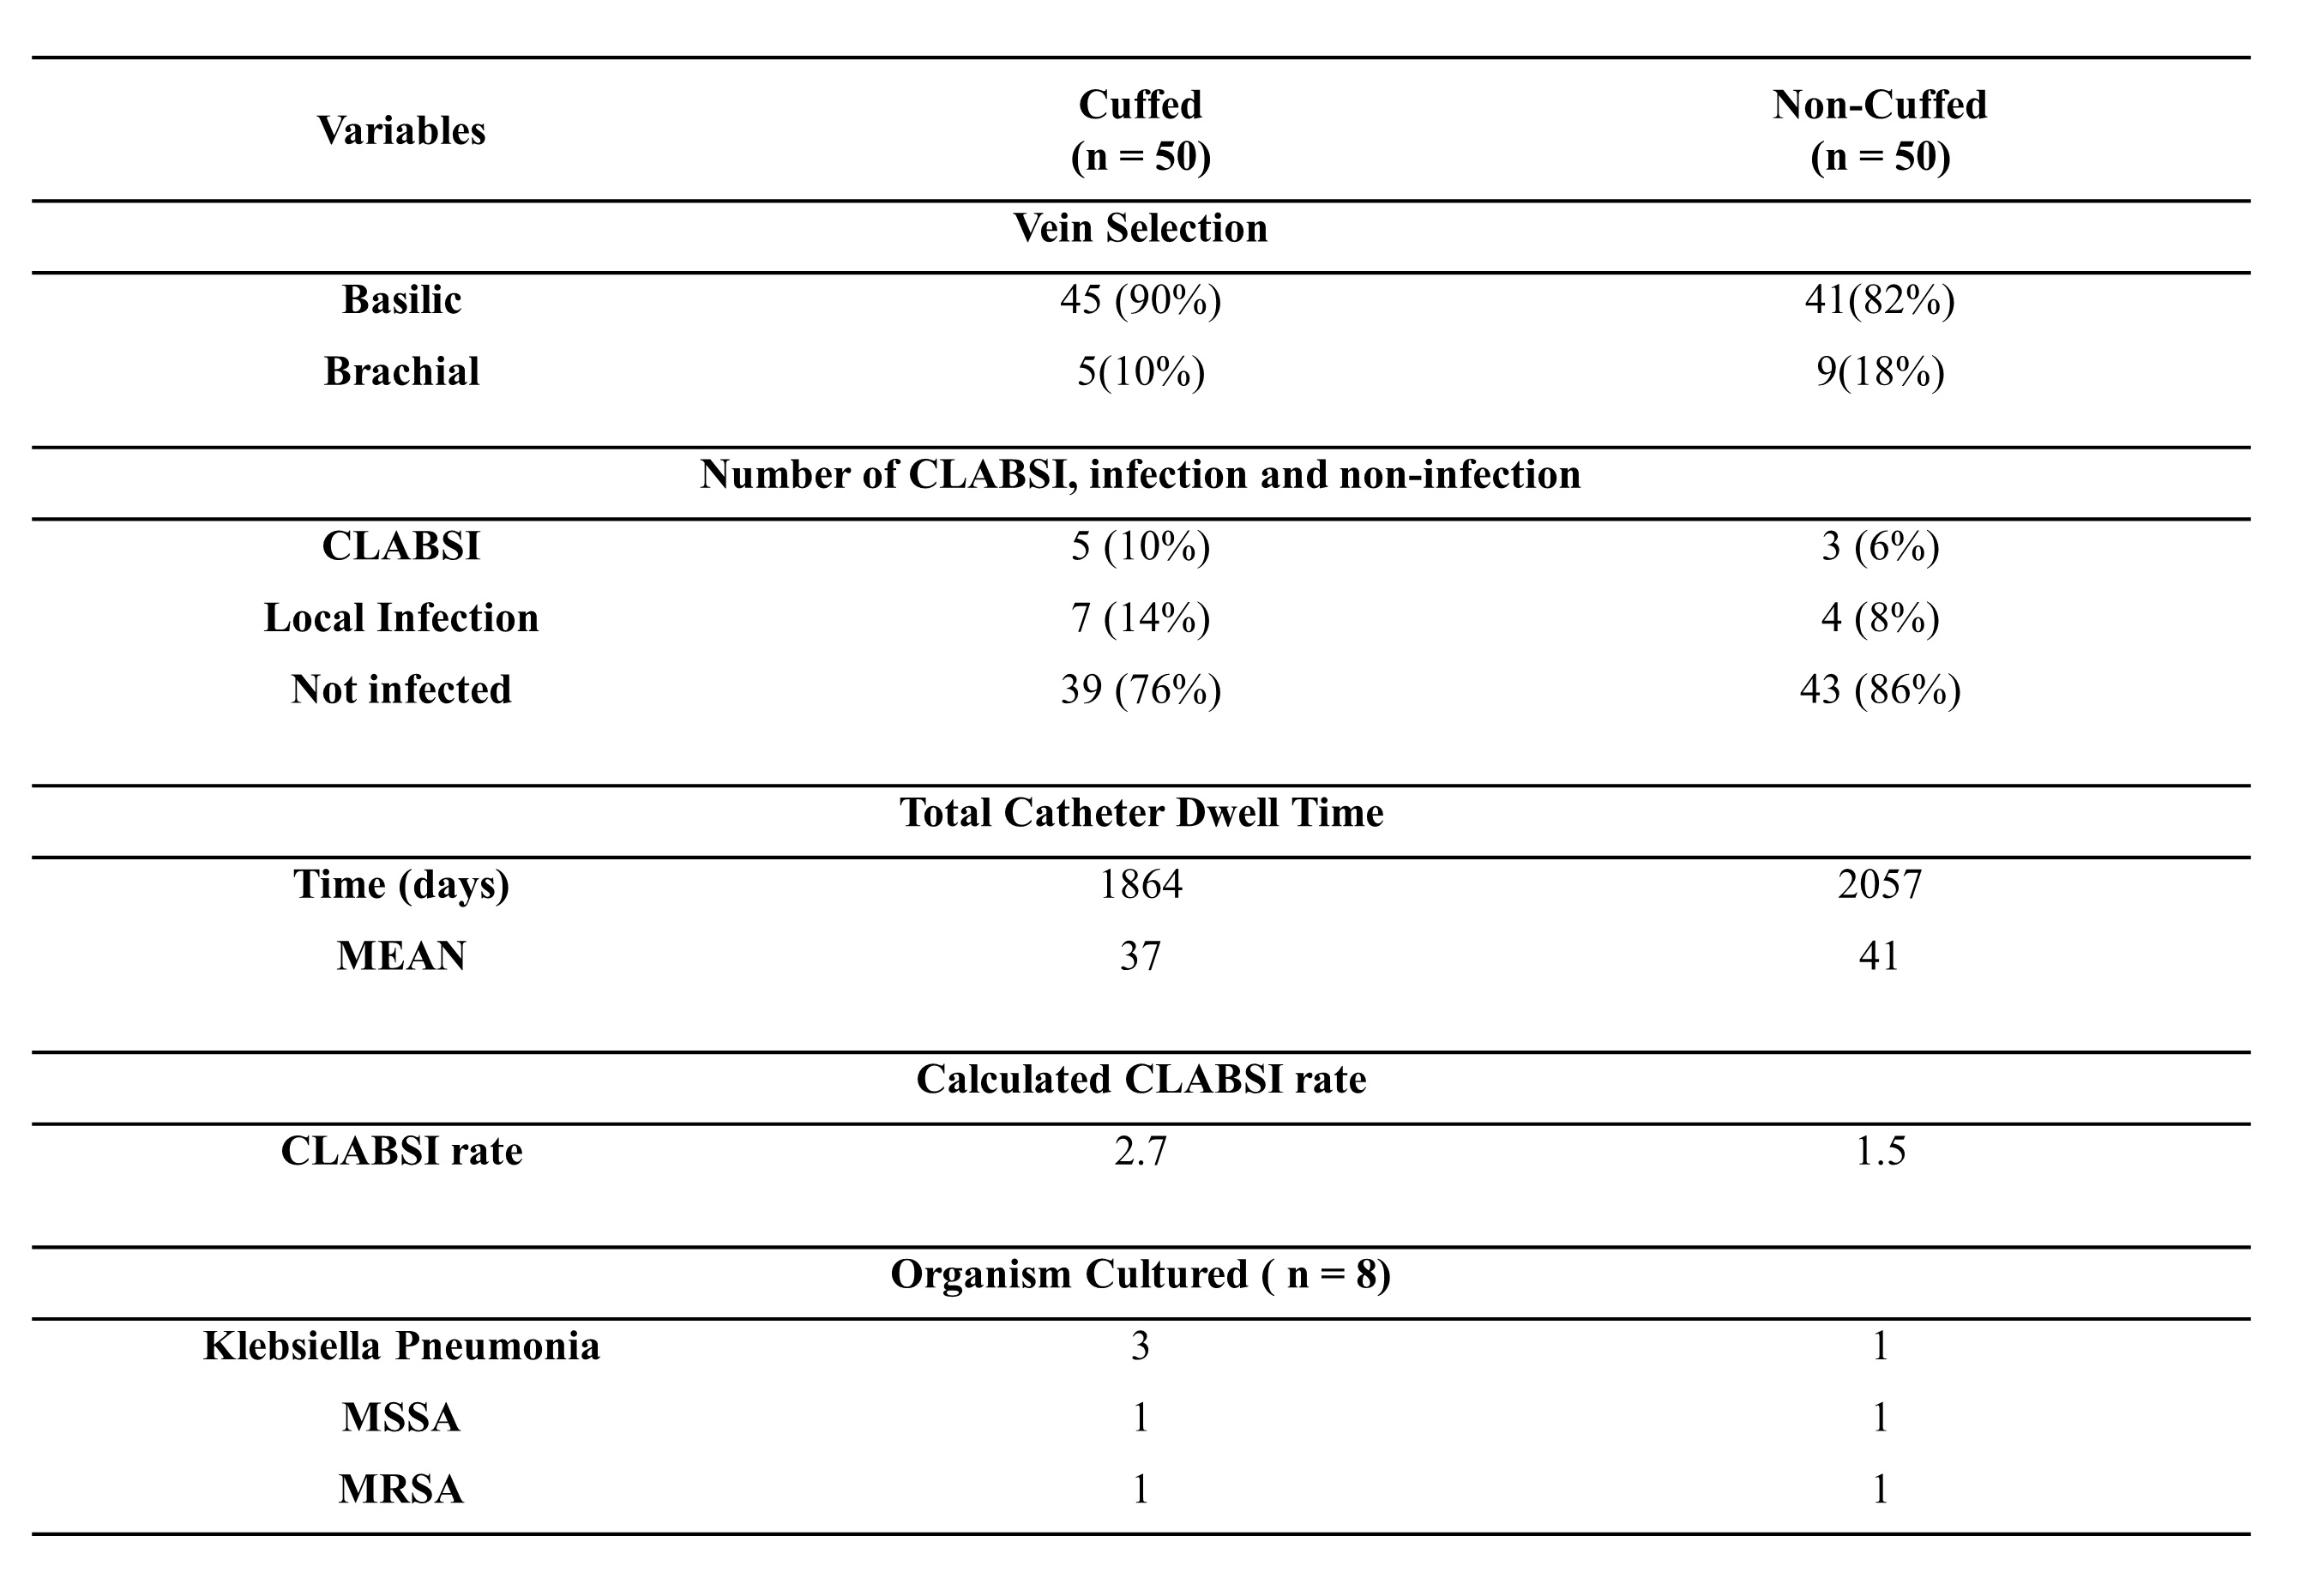 Variables Cuffed (n = 50) Non-Cuffed (n = 50)
Vein Selection
Basilic 45 (90%) 41(82%)
Brachial 5(10%) 9(18%)
Number of CLABSI, infection and non-infection
CLABSI 5 (10%) 3 (6%)
Local Infection 7 (14%) 4 (8%)
Not infected 39 (76%) 43 (86%)
Total Catheter Dwell Time
Time (days) 1864 2057
MEAN 37 41
Calculated CLABSI rate
CLABSI rate 2.7 1.5
Organism Cultured ( n = 8)
Klebsiella Pneumonia 3 1
MSSA 1 1
MRSA 1 1